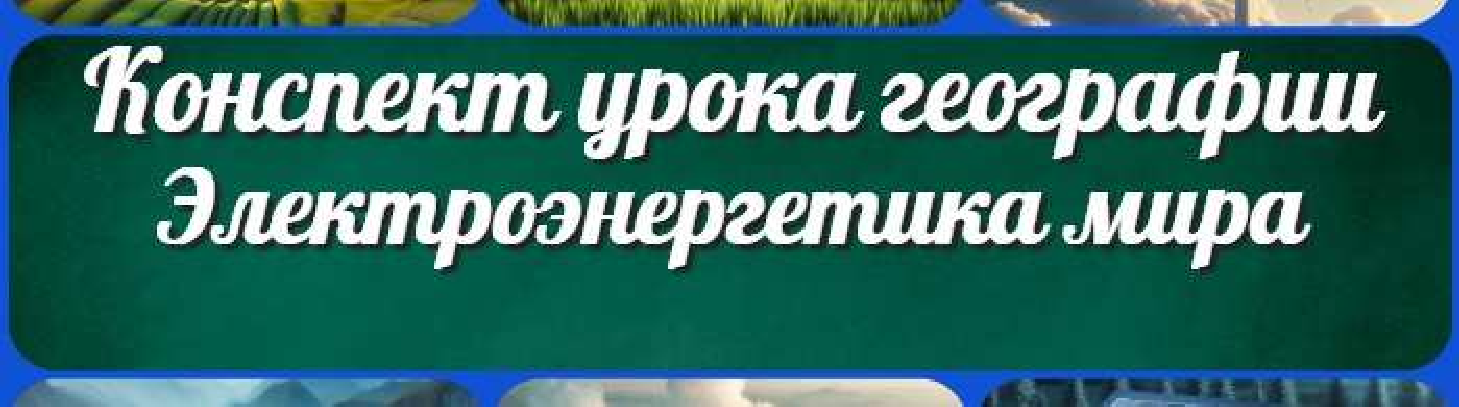 Конспект урока географии
Электроэнергетика мира